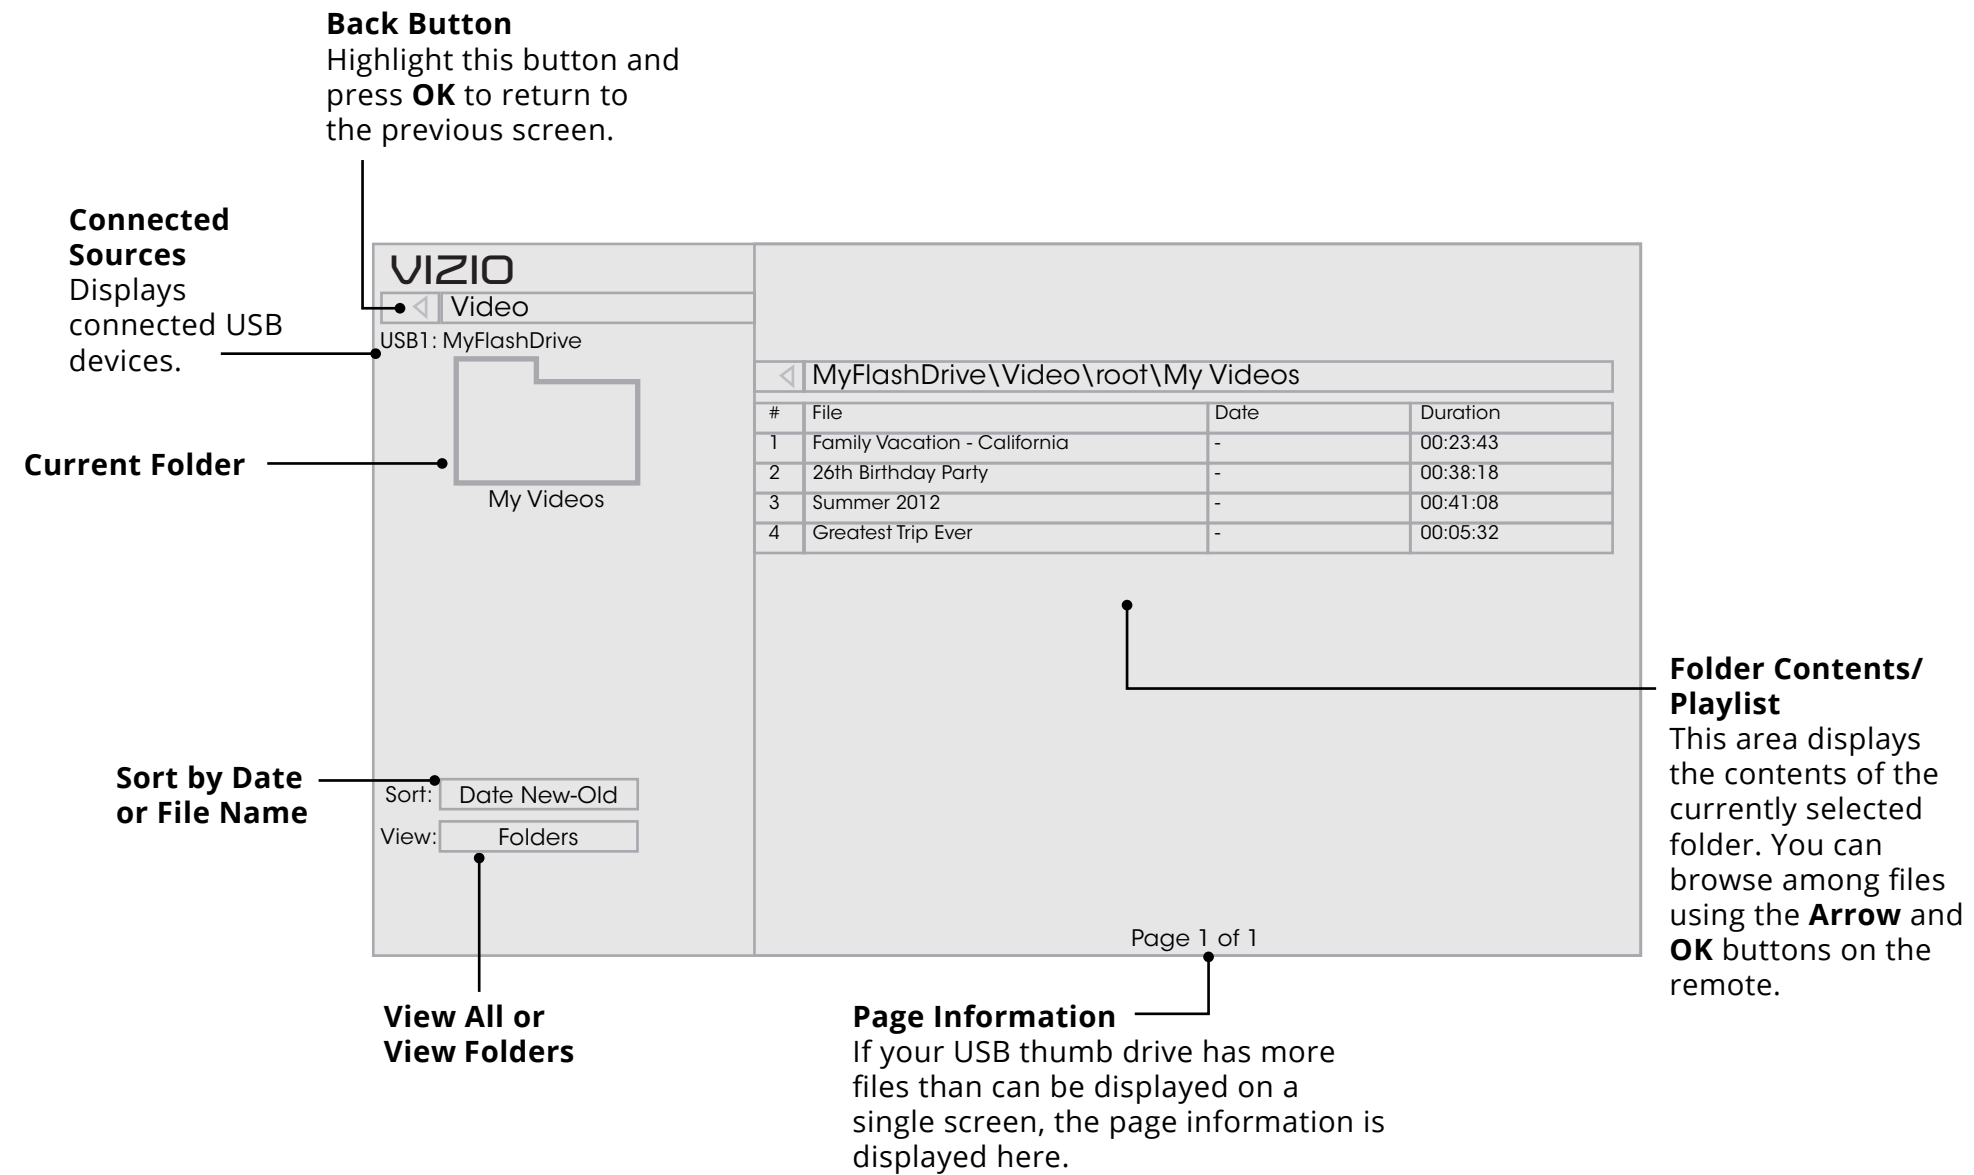 Back Button
Highlight this button and
press OK to return to
the previous screen.
Connected
Sources
Displays
connected USB
devices.
Current Folder
Sort by Date
or File Name
VIZIO
Video
USB1: MyFlashDrive
My Videos
Sort: Date New-Old
View: Folders
MyFlashDrive\Video\root\My Videos
# File Date Duration
1 Family Vacation - California - 00:23:43
2 26th Birthday Party - 00:38:18
3 Summer 2012 - 00:41:08
4 Greatest Trip Ever - 00:05:32
Page 1 of 1
Folder Contents/
Playlist
This area displays
the contents of the
currently selected
folder. You can
browse among files
using the Arrow and
OK buttons on the
remote.
View All or
View Folders
Page Information
If your USB thumb drive has more
files than can be displayed on a
single screen, the page information is
displayed here.